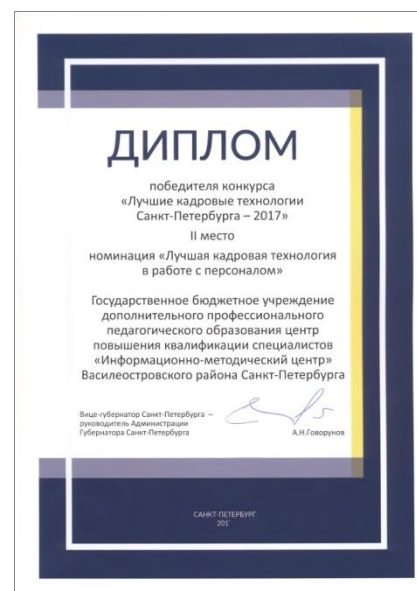 ДИПЛОМ
победителя конкурса
«Лучшие кадровые технологии
Санкт-Петербурга – 2017»
II место
номинация «Лучшая кадровая технология
в работе с персоналом»
Государственное бюджетное учреждение
дополнительного профессионального
педагогического образования центр
повышения квалификации специалистов
«Информационно-методический центр»
Василеостровского района Санкт-Петербурга
Вице-губернатор Санкт-Петербурга –
руководитель Администрации
Губернатора Санкт-Петербурга
А.Н.Говорунов
САНКТ-ПЕТЕРБУРГ